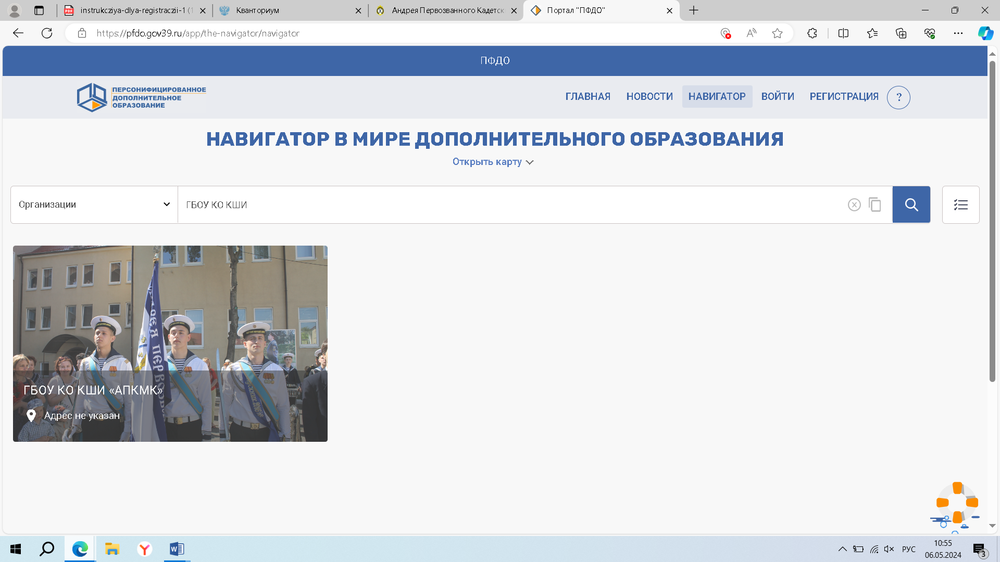 instrukcziya-dlya-registraczii-1 (1
Кванториум
Андрея Первозванного Кадетск
Портал "ПФДО"
https://pfdo.gov39.ru/app/the-navigator/navigator
ПФДО
ПЕРСОНИФИЦИРОВАННОЕ
ДОПОЛНИТЕЛЬНОЕ
ОБРАЗОВАНИЕ
ГЛАВНАЯ
НОВОСТИ
НАВИГАТОР
ВОЙТИ
РЕГИСТРАЦИЯ
?
НАВИГАТОР В МИРЕ ДОПОЛНИТЕЛЬНОГО ОБРАЗОВАНИЯ
Открыть карту
Организации
ГБОУ КО КШИ
ГБОУ КО КШИ «АПКМК»
Адрес не указан
РУС
10:55
06.05.2024
3